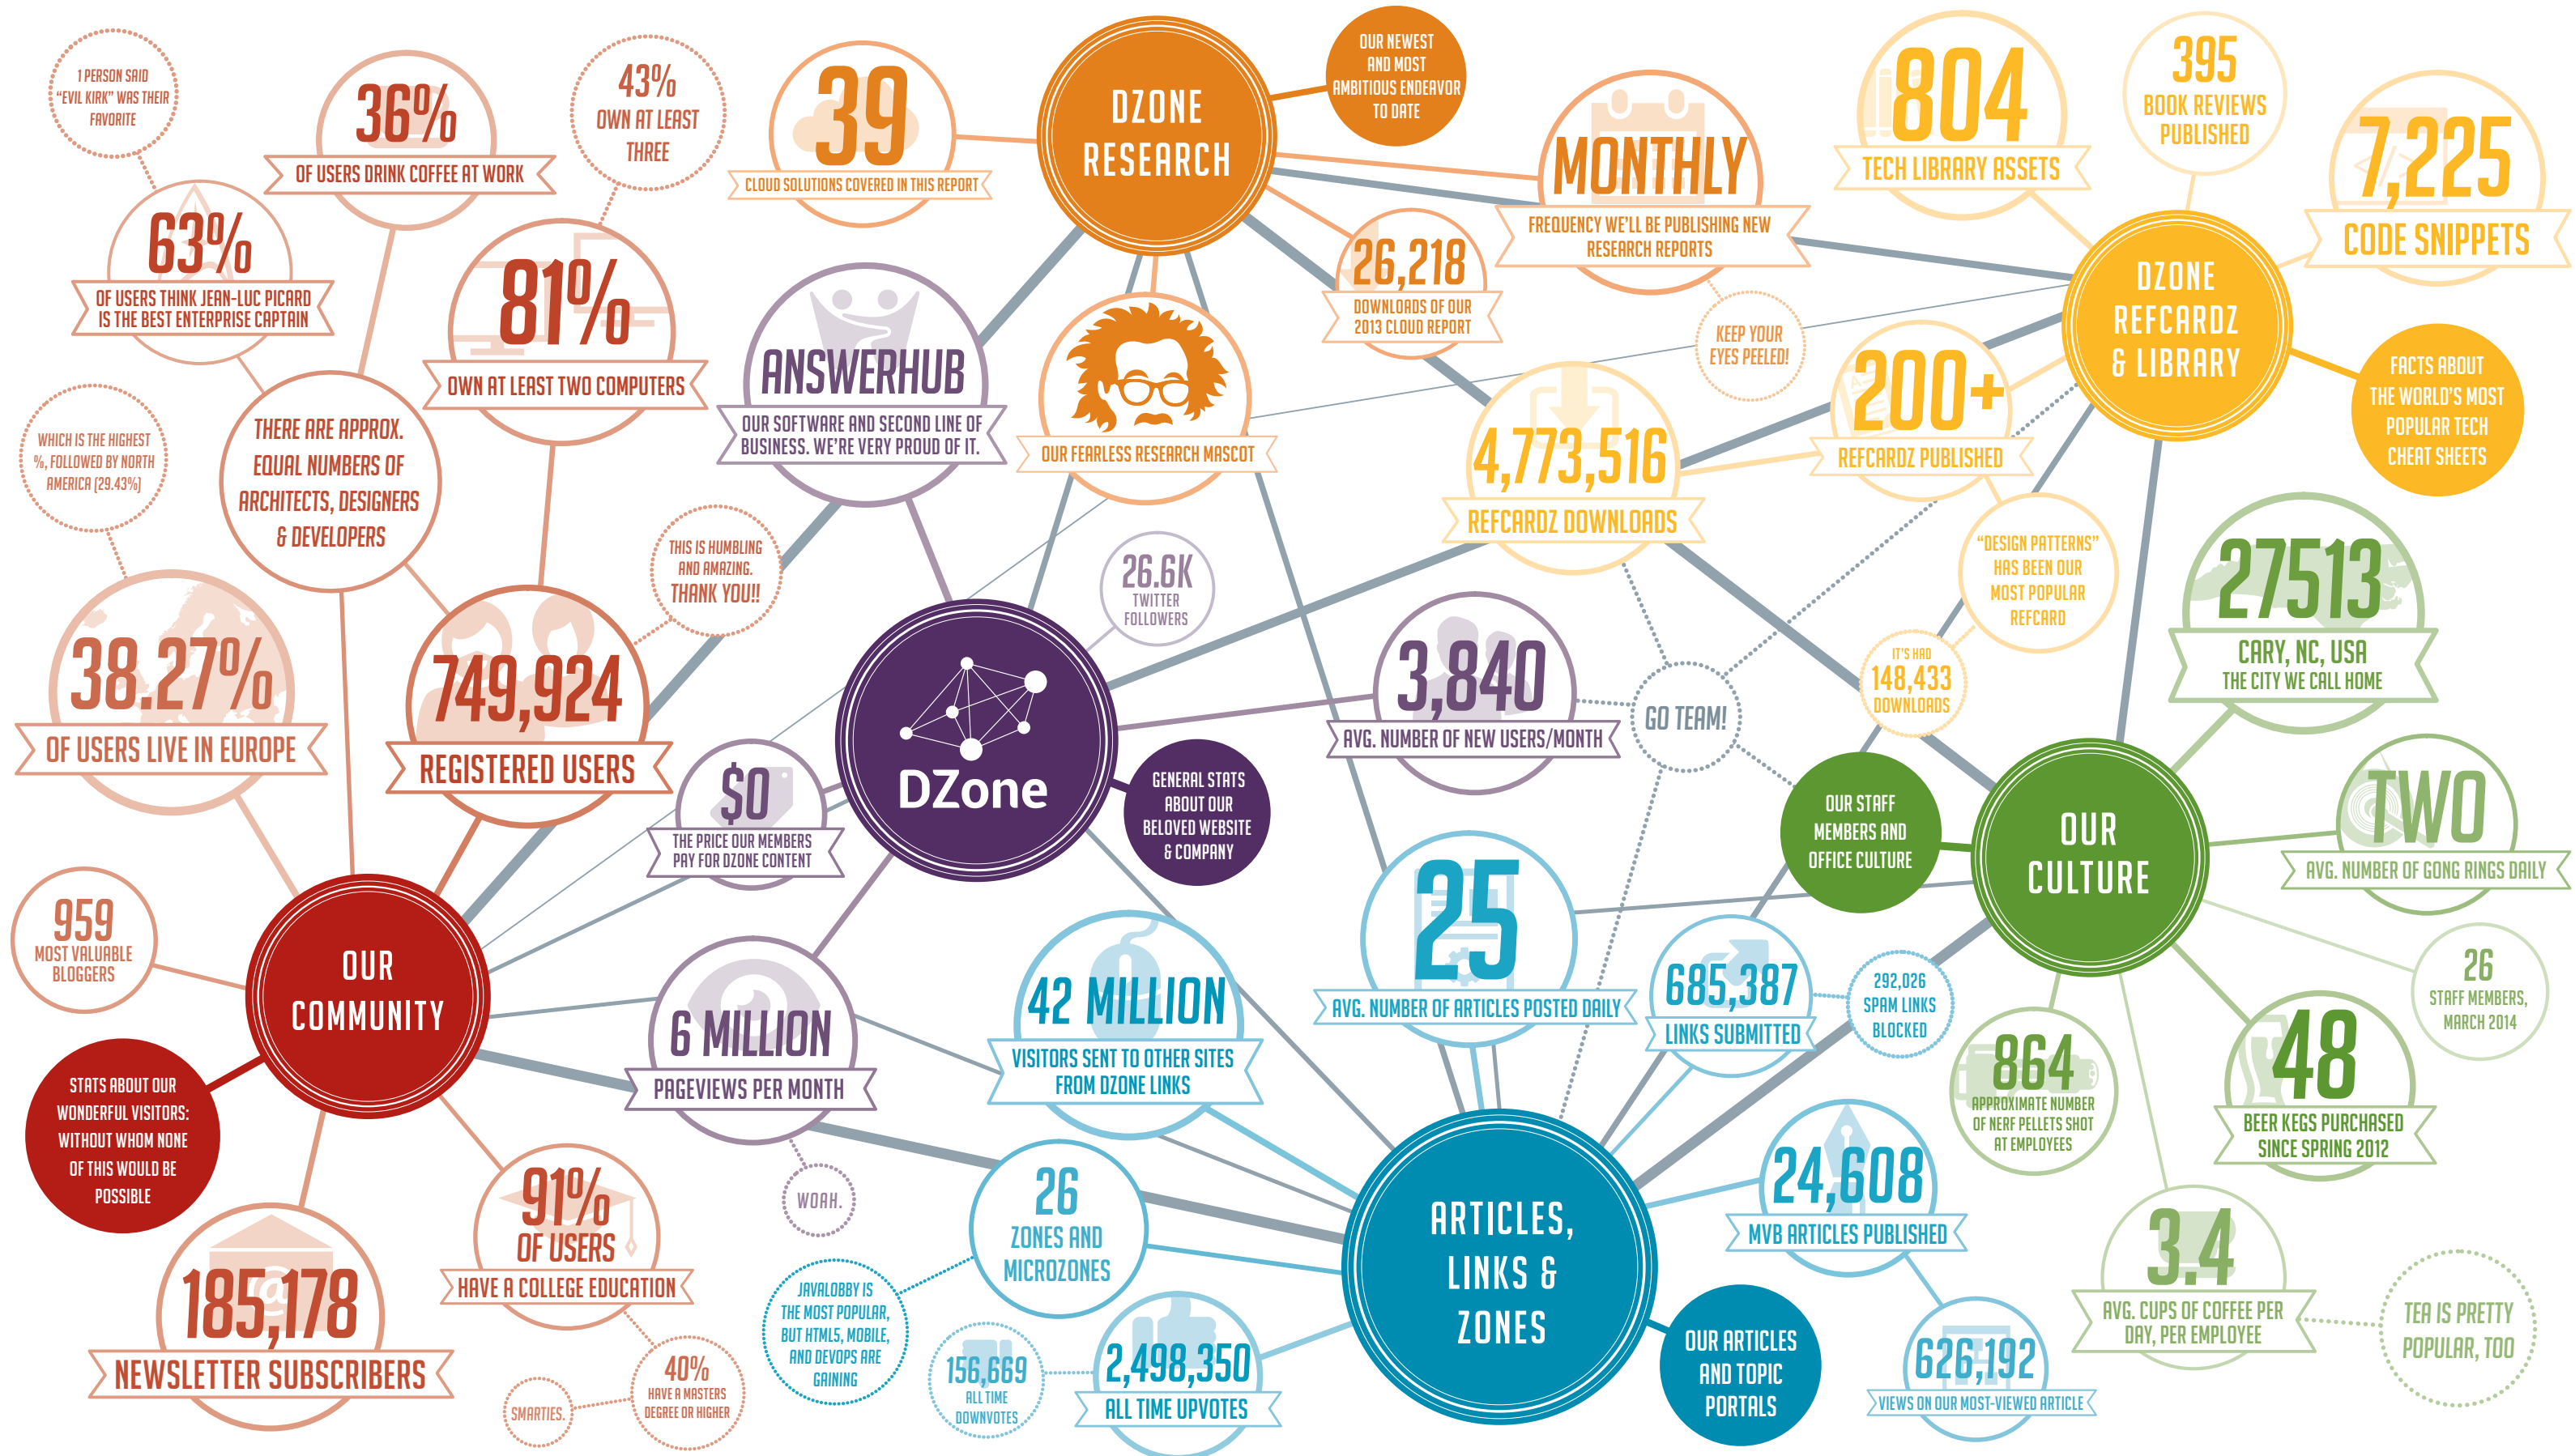 1 PERSON SAID
“EVIL KIRK” WAS THEIR
FAVORITE
36%
OF USERS DRINK COFFEE AT WORK
43%
OWN AT LEAST
THREE
63%
OF USERS THINK JEAN-LUC PICARD
IS THE BEST ENTERPRISE CAPTAIN
81%
OWN AT LEAST TWO COMPUTERS
THERE ARE APPROX.
EQUAL NUMBERS OF
ARCHITECTS, DESIGNERS
& DEVELOPERS
WHICH IS THE HIGHEST
%, FOLLOWED BY NORTH
AMERICA (29.43%)
38.27%
OF USERS LIVE IN EUROPE
THIS IS HUMBLING
AND AMAZING.
THANK YOU!!
749,924
REGISTERED USERS
959
MOST VALUABLE
BLOGGERS
OUR
COMMUNITY
STATS ABOUT OUR
WONDERFUL VISITORS:
WITHOUT WHOM NONE
OF THIS WOULD BE
POSSIBLE
@
185,178
NEWSLETTER SUBSCRIBERS
91%
OF USERS
HAVE A COLLEGE EDUCATION
40%
HAVE A MASTERS
DEGREE OR HIGHER
SMARTIES.
39
CLOUD SOLUTIONS COVERED IN THIS REPORT
DZONE
RESEARCH
OUR NEWEST
AND MOST
AMBITIOUS ENDEAVOR
TO DATE
MONTHLY
FREQUENCY WE’LL BE PUBLISHING NEW
RESEARCH REPORTS
KEEP YOUR
EYES PEELED!
26,218
DOWNLOADS OF OUR
2013 CLOUD REPORT
OUR FEARLESS RESEARCH MASCOT
ANSWERHUB
OUR SOFTWARE AND SECOND LINE OF
BUSINESS. WE’RE VERY PROUD OF IT.
26.6K
TWITTER
FOLLOWERS
DZone
GENERAL STATS
ABOUT OUR
BELOVED WEBSITE
& COMPANY
3,840
AVG. NUMBER OF NEW USERS/MONTH
GO TEAM!
$0
THE PRICE OUR MEMBERS
PAY FOR DZONE CONTENT
6 MILLION
PAGEVIEWS PER MONTH
WOAH.
804
TECH LIBRARY ASSETS
395
BOOK REVIEWS
PUBLISHED
</>
7,225
CODE SNIPPETS
DZONE
REFCARDZ
& LIBRARY
FACTS ABOUT
THE WORLD’S MOST
POPULAR TECH
CHEAT SHEETS
200+
REFCARDZ PUBLISHED
4,773,516
REFCARDZ DOWNLOADS
“DESIGN PATTERNS”
HAS BEEN OUR
MOST POPULAR
REFCARD
IT’S HAD
148,433
DOWNLOADS
27513
CARY, NC, USA
THE CITY WE CALL HOME
OUR STAFF
MEMBERS AND
OFFICE CULTURE
OUR
CULTURE
TWO
AVG. NUMBER OF GONG RINGS DAILY
26
STAFF MEMBERS,
MARCH 2014
48
BEER KEGS PURCHASED
SINCE SPRING 2012
864
APPROXIMATE NUMBER
OF NERF PELLETS SHOT
AT EMPLOYEES
3.4
AVG. CUPS OF COFFEE PER
DAY, PER EMPLOYEE
TEA IS PRETTY
POPULAR, TOO
42 MILLION
VISITORS SENT TO OTHER SITES
FROM DZONE LINKS
25
AVG. NUMBER OF ARTICLES POSTED DAILY
685,387
LINKS SUBMITTED
292,026
SPAM LINKS
BLOCKED
26
ZONES AND
MICROZONES
JAVALOBBY IS
THE MOST POPULAR,
BUT HTML5, MOBILE,
AND DEVOPS ARE
GAINING
156,669
ALL TIME
DOWNVOTES
2,498,350
ALL TIME UPVOTES
ARTICLES,
LINKS &
ZONES
OUR ARTICLES
AND TOPIC
PORTALS
24,608
MVB ARTICLES PUBLISHED
626,192
VIEWS ON OUR MOST-VIEWED ARTICLE